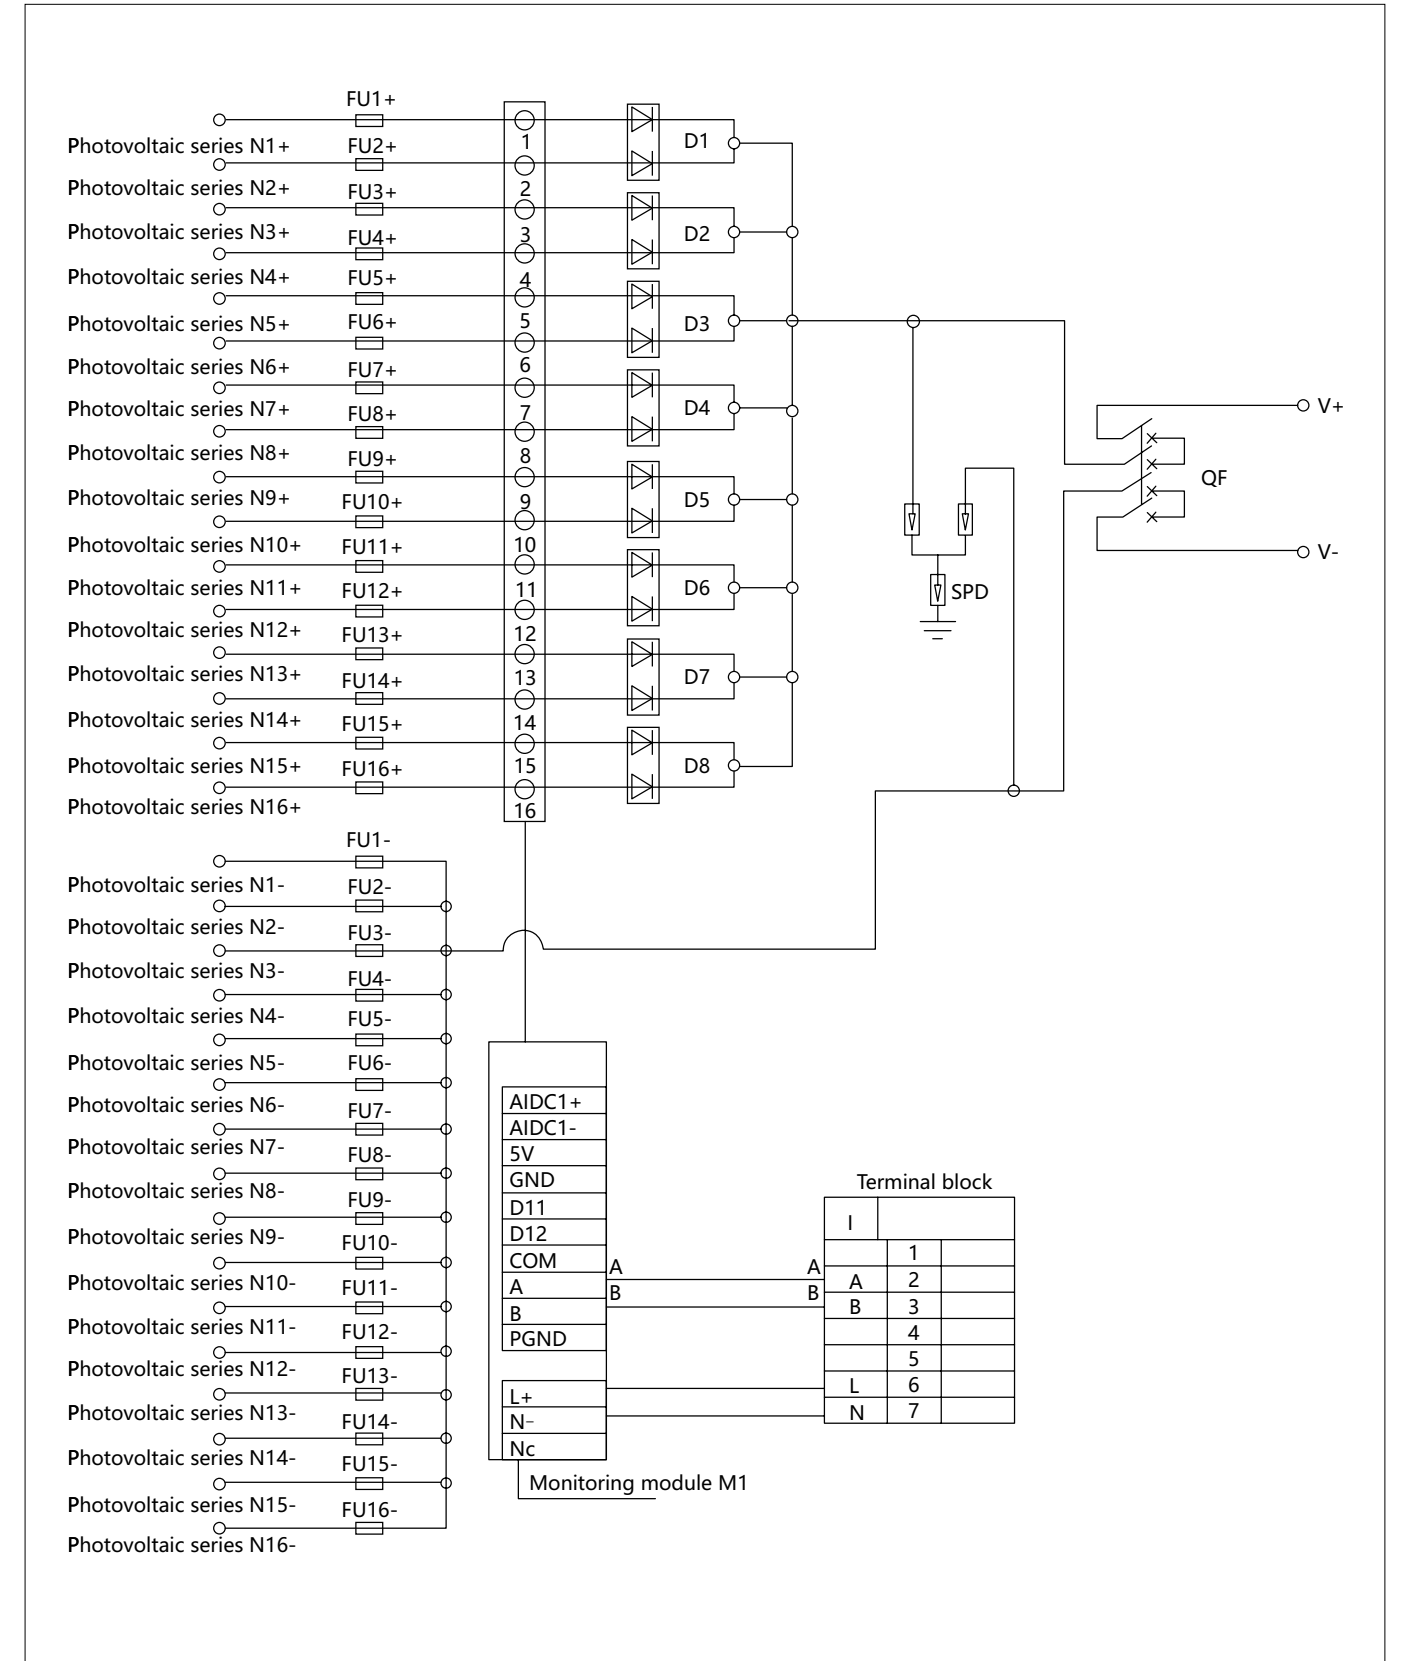 FU1+
Photovoltaic series N1+ FU2+ 1 D1
Photovoltaic series N2+ FU3+ 2
Photovoltaic series N3+ FU4+ 3 D2
Photovoltaic series N4+ FU5+ 4
Photovoltaic series N5+ FU6+ 5 D3
Photovoltaic series N6+ FU7+ 6
Photovoltaic series N7+ FU8+ 7 D4 V+
Photovoltaic series N8+ FU9+ 8
QF
Photovoltaic series N9+ FU10+ 9 D5
Photovoltaic series N10+ FU11+ 10 V-
Photovoltaic series N11+ FU12+ 11 D6 SPD
Photovoltaic series N12+ FU13+ 12
Photovoltaic series N13+ FU14+ 13 D7
Photovoltaic series N14+ FU15+ 14
Photovoltaic series N15+ FU16+ 15 D8
Photovoltaic series N16+ 16
FU1-
Photovoltaic series N1- FU2-
Photovoltaic series N2- FU3-
Photovoltaic series N3- FU4-
Photovoltaic series N4- FU5-
Photovoltaic series N5- FU6-
Photovoltaic series N6- FU7-
Photovoltaic series N7- FU8-
Photovoltaic series N8- FU9-
Photovoltaic series N9- FU10-
Photovoltaic series N10- FU11-
Photovoltaic series N11- FU12-
Photovoltaic series N12- FU13-
Photovoltaic series N13- FU14-
Photovoltaic series N14- FU15-
Photovoltaic series N15- FU16-
Photovoltaic series N16-
AIDC1+
AIDC1-
5V
GND
D11
D12
COM
A
B
PGND
L+
N-
Nc
Monitoring module M1
A A
B B
Terminal block
I
1
A 2
B 3
4
5
L 6
N 7